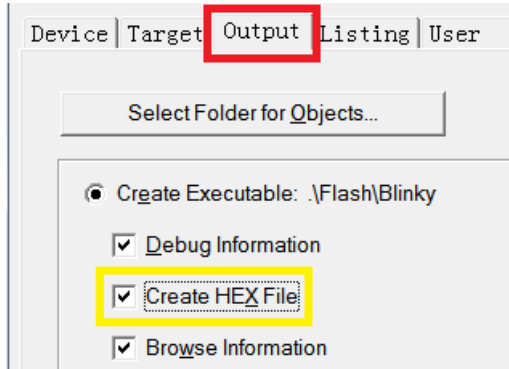 Device Target Output Listing User
Select Folder for Objects...
Create Executable: .\Flash\Blinky
Debug Information
Create HEX File
Browse Information